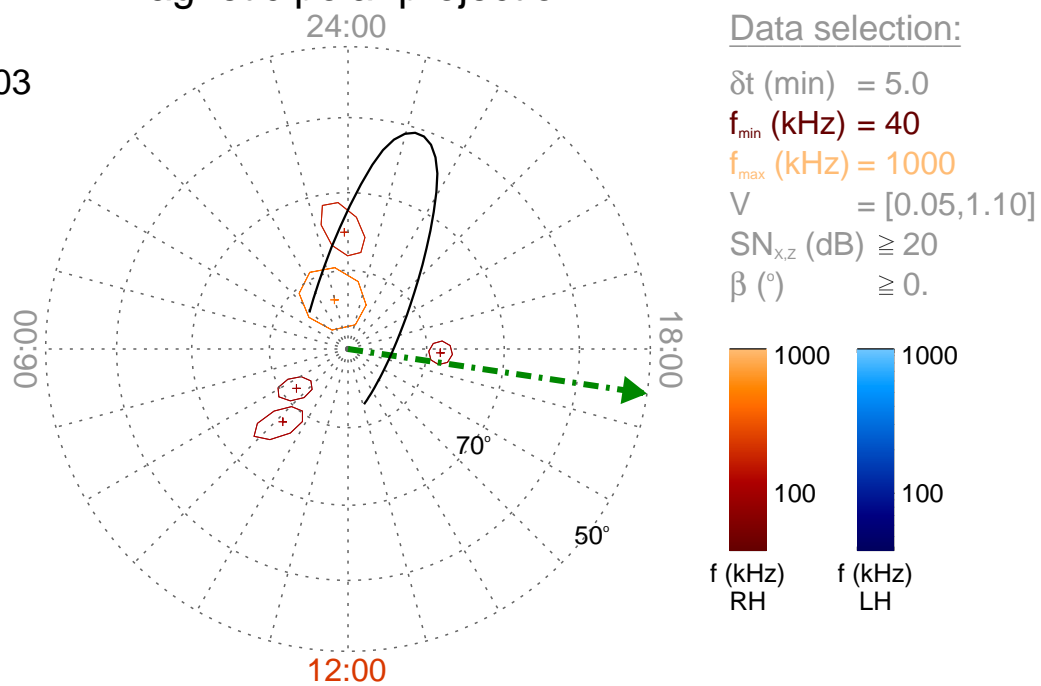 24:00
03
06:00
18:00
70°
50°
12:00
Data selection:
δt (min) = 5.0
fmin (kHz) = 40
fmax (kHz) = 1000
V = [0.05,1.10]
SNx,z (dB) ≧ 20
β (°) ≧ 0.
1000 1000
100 100
f (kHz) f (kHz)
RH LH